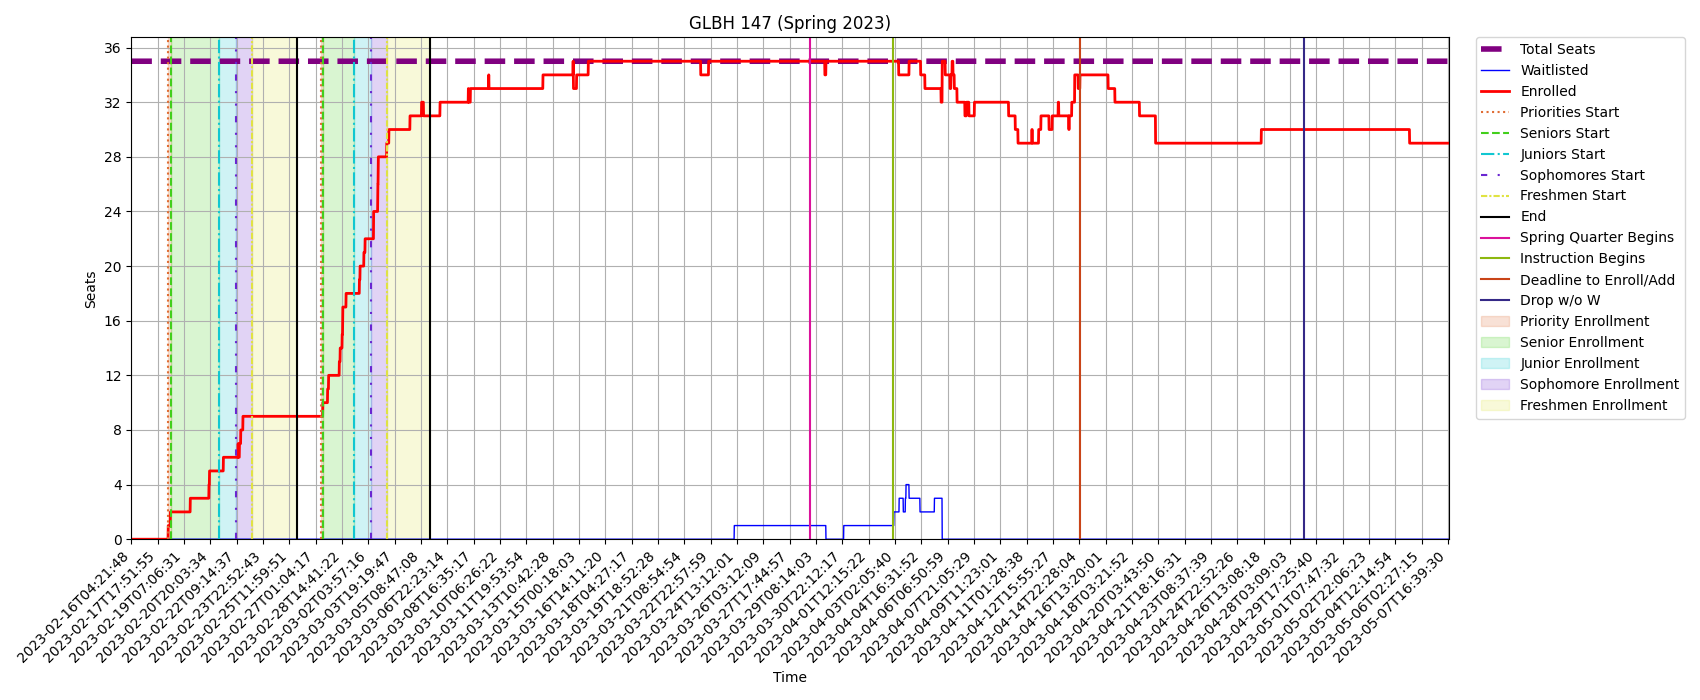 GLBH 147 (Spring 2023)
Seats
36
32
28
24
20
16
12
8
4
0
2023-02-16T04:21:48
2023-02-17T17:51:55
2023-02-19T07:06:31
2023-02-20T20:03:34
2023-02-22T09:14:37
2023-02-23T22:52:43
2023-02-25T11:59:51
2023-02-27T01:04:17
2023-02-28T14:41:22
2023-03-02T03:57:16
2023-03-03T19:19:47
2023-03-05T08:47:08
2023-03-06T22:23:14
2023-03-08T16:35:17
2023-03-10T06:26:22
2023-03-11T19:53:54
2023-03-13T10:42:28
2023-03-15T00:18:03
2023-03-16T14:11:20
2023-03-18T04:27:17
2023-03-19T18:52:28
2023-03-21T08:54:54
2023-03-22T22:57:59
2023-03-24T13:12:01
2023-03-26T03:12:09
2023-03-27T17:44:57
2023-03-29T08:14:03
2023-03-30T22:12:17
2023-04-01T12:15:22
2023-04-03T02:05:40
2023-04-04T16:31:52
2023-04-06T06:50:59
2023-04-07T21:05:29
2023-04-09T11:23:01
2023-04-11T01:28:38
2023-04-12T15:55:27
2023-04-14T22:28:04
2023-04-16T13:20:01
2023-04-18T03:21:52
2023-04-20T03:43:50
2023-04-21T18:16:31
2023-04-23T08:37:39
2023-04-24T22:52:26
2023-04-26T13:08:18
2023-04-28T03:09:03
2023-04-29T17:25:40
2023-05-01T07:47:32
2023-05-02T22:06:23
2023-05-04T12:14:54
2023-05-06T02:27:15
2023-05-07T16:39:30
Time
Total Seats
Waitlisted
Enrolled
Priorities Start
Seniors Start
Juniors Start
Sophomores Start
Freshmen Start
End
Spring Quarter Begins
Instruction Begins
Deadline to Enroll/Add
Drop w/o W
Priority Enrollment
Senior Enrollment
Junior Enrollment
Sophomore Enrollment
Freshmen Enrollment